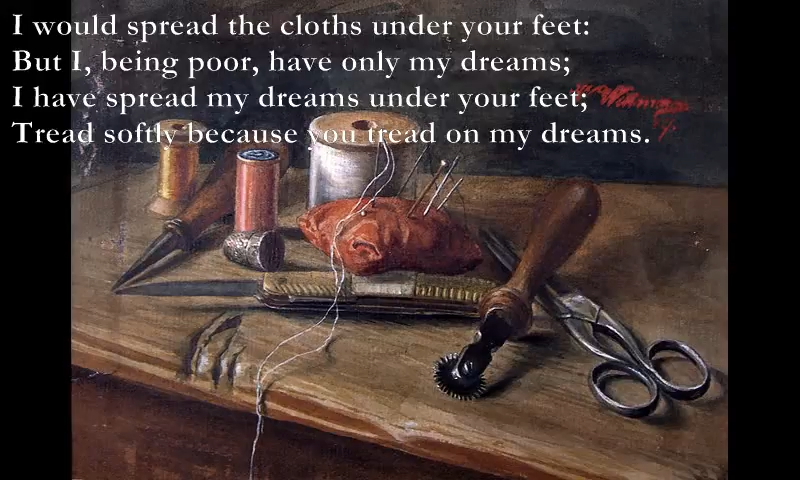 I would spread the cloths under your feet:
But I, being poor, have only my dreams;
I have spread my dreams under your feet;
Tread softly because you tread on my dreams.